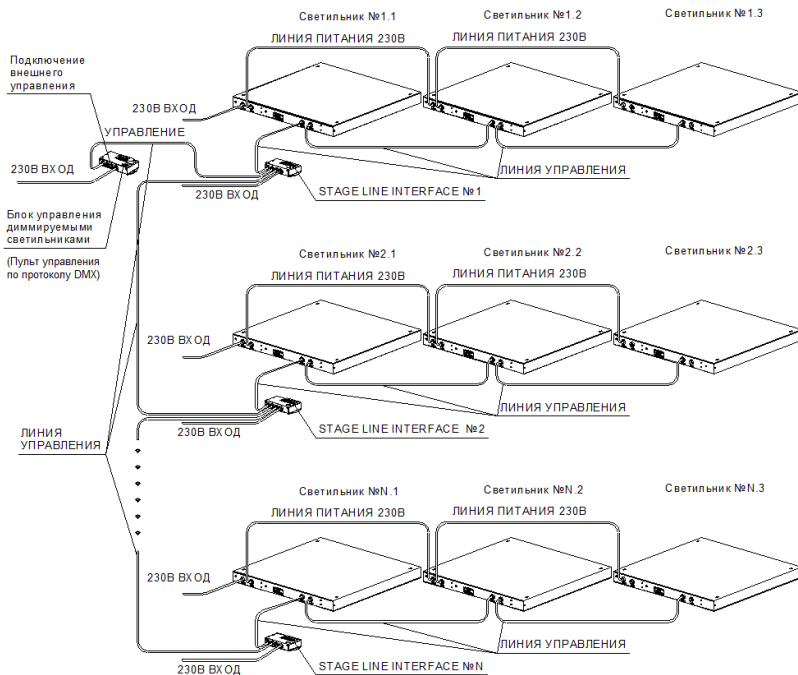 Светильник №1.1
Светильник №1.2
Светильник №1.3
ЛИНИЯ ПИТАНИЯ 230В
ЛИНИЯ ПИТАНИЯ 230В
Подключение
внешнего
управления
230В ВХОД
УПРАВЛЕНИЕ
230В ВХОД
ЛИНИЯ УПРАВЛЕНИЯ
230В ВХОД
STAGE LINE INTERFACE №1
Блок управления
диммируемыми
светильниками
(Пульт управления
по протоколу DMX)
Светильник №2.1
Светильник №2.2
Светильник №2.3
ЛИНИЯ ПИТАНИЯ 230В
ЛИНИЯ ПИТАНИЯ 230В
230В ВХОД
ЛИНИЯ УПРАВЛЕНИЯ
230В ВХОД
STAGE LINE INTERFACE №2
ЛИНИЯ
УПРАВЛЕНИЯ
Светильник №N.1
Светильник №N.2
Светильник №N.3
ЛИНИЯ ПИТАНИЯ 230В
ЛИНИЯ ПИТАНИЯ 230В
230В ВХОД
ЛИНИЯ УПРАВЛЕНИЯ
230В ВХОД
STAGE LINE INTERFACE №N